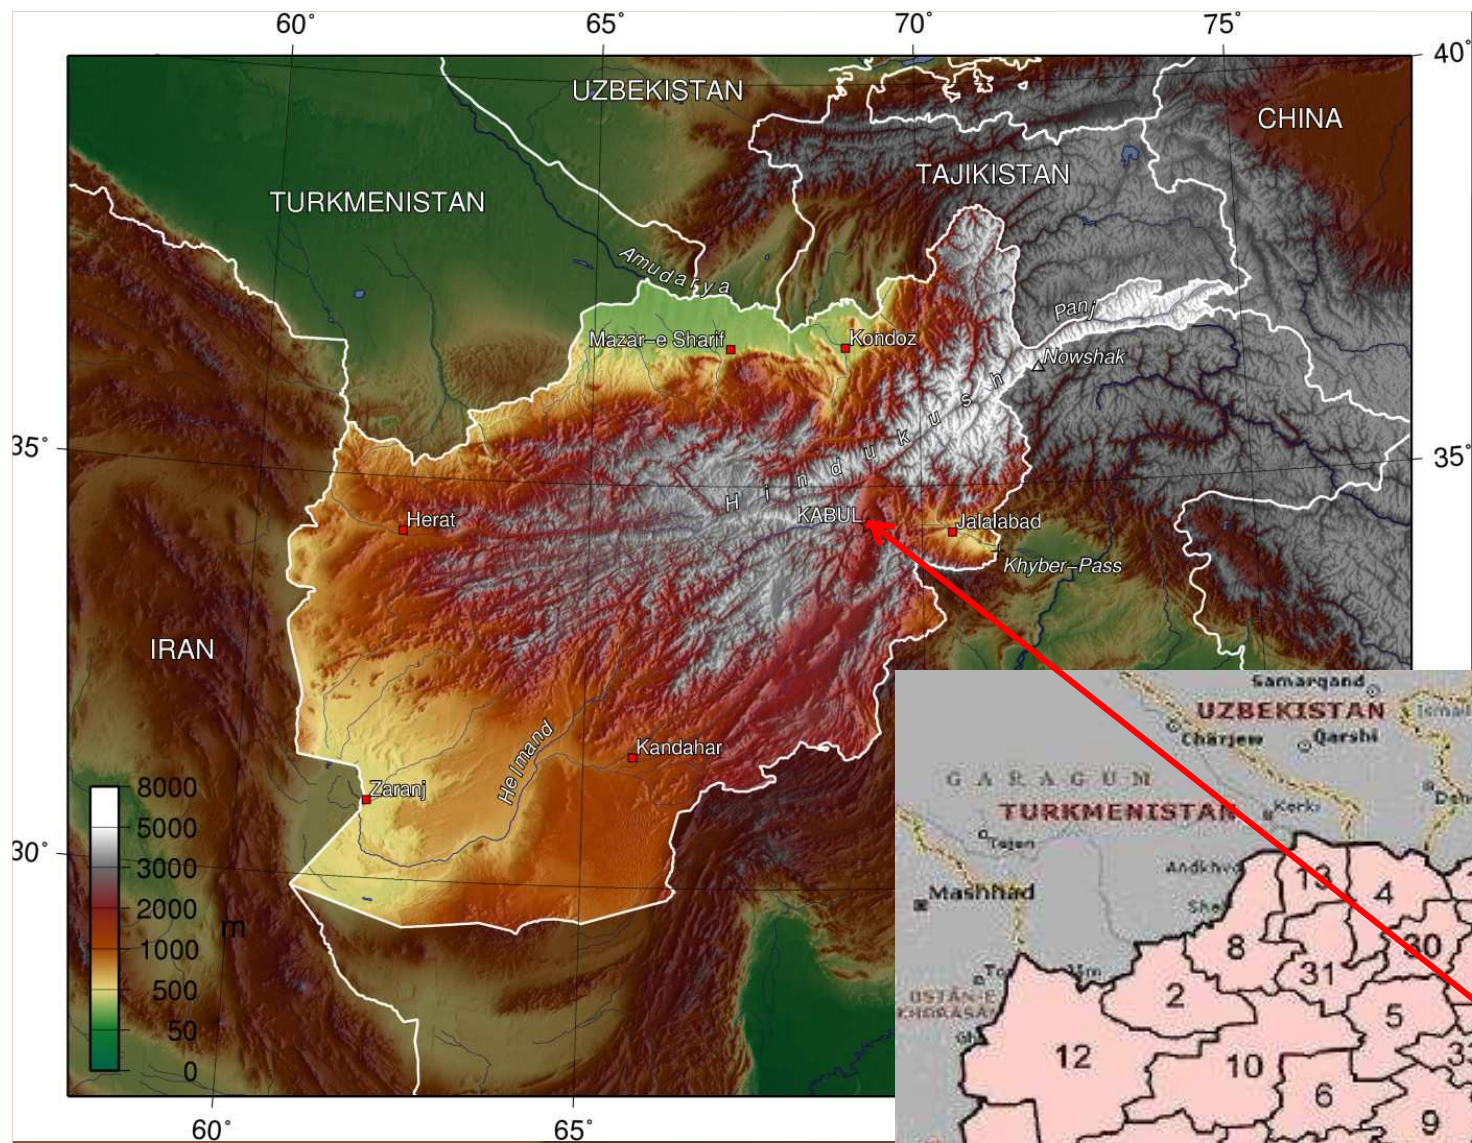 60° 65° 70° 75°
40°
UZBEKISTAN
CHINA
TAJIKISTAN
TURKMENISTAN
Amudarya
Panj
Mazar-e Sharif
Kondoz
Nowshak
Hindukush
35°
35°
KABUL
Herat
Jalalabad
Khyber-Pass
IRAN
Helmand
Kandahar
Zaranj
8000
5000
3000
2000
1000
500
50
0
m
30°
60° 65°
Samarqand
UZBEKISTAN
Ismail
Chärjew
Qarshi
GARAGUM
TURKMENISTAN
Kerki
Tejen
Mashhad
13
4
8
30
31
2
5
12
10
33
6
9